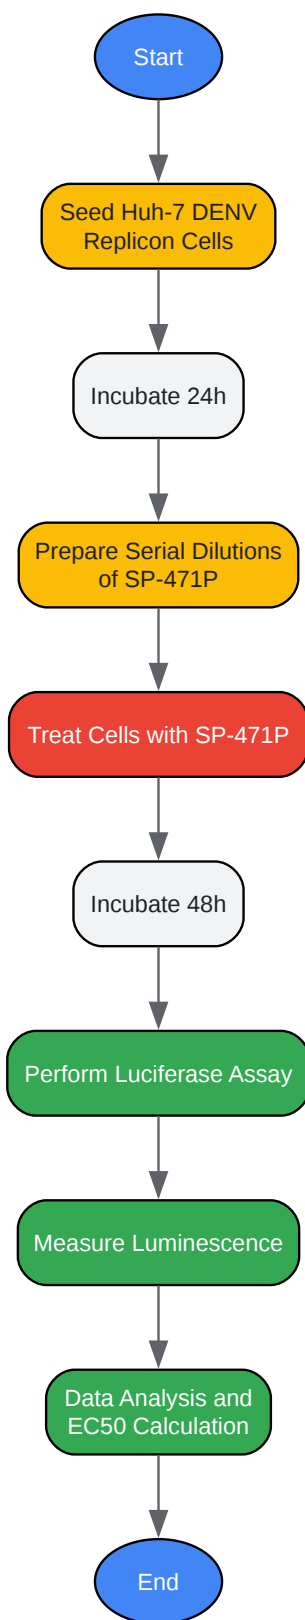 Start
Seed Huh-7 DENV
Replicon Cells
Incubate 24h
Prepare Serial Dilutions
of SP-471P
Treat Cells with SP-471P
Incubate 48h
Perform Luciferase Assay
Measure Luminescence
Data Analysis and
EC50 Calculation
End